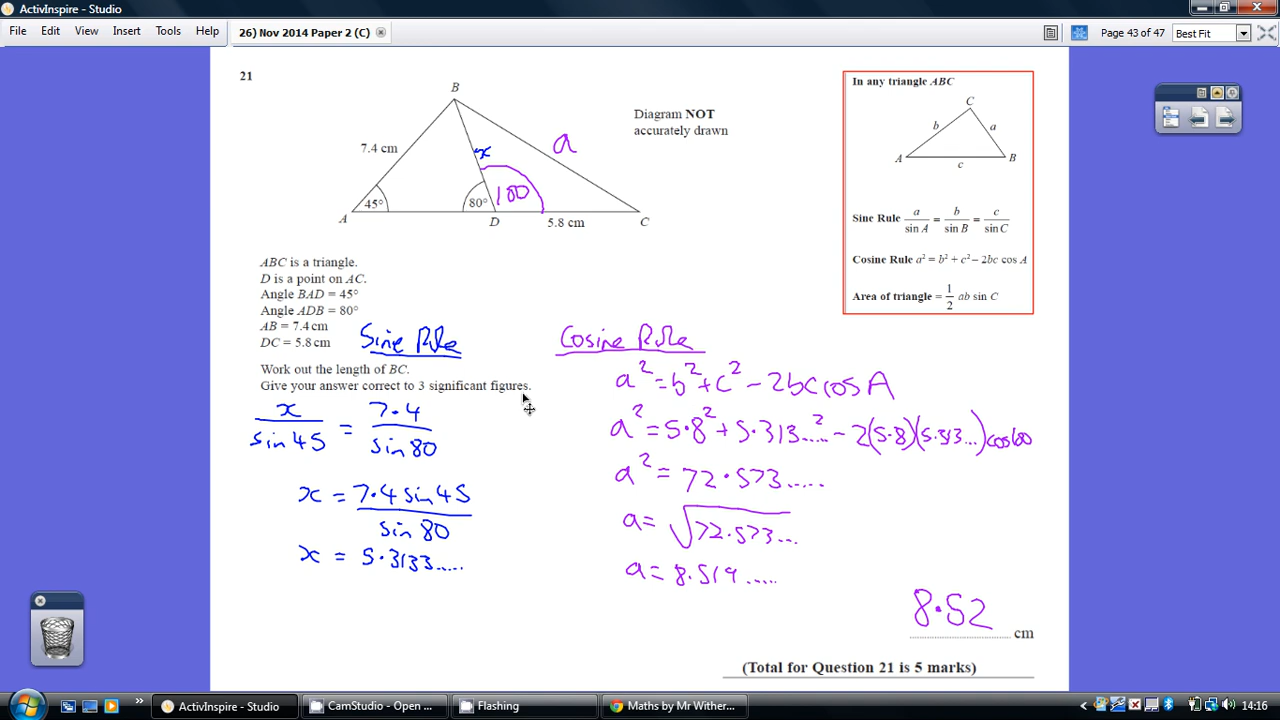 ActivInspire - Studio
File Edit View Insert Tools Help
26) Nov 2014 Paper 2 (C)
Page 43 of 47
Best Fit
21
B
7.4 cm
x
a
45°
80°
100
A
D
5.8 cm
C
Diagram NOT
accurately drawn
In any triangle ABC
C
b
a
A
B
c
Sine Rule a/sin A = b/sin B = c/sin C
Cosine Rule a² = b² + c² – 2bc cos A
Area of triangle = 1/2 ab sin C
ABC is a triangle.
D is a point on AC.
Angle BAD = 45°
Angle ADB = 80°
AB = 7.4 cm
DC = 5.8 cm
Work out the length of BC.
Give your answer correct to 3 significant figures.
Sine Rule
x/sin 45 = 7.4/sin 80
x = 7.4 sin 45/sin 80
x = 5.3133.....
Cosine Rule
a² = b² + c² - 2bc cos A
a² = 5.8² + 5.313.....² - 2(5.8)(5.313...)cos100
a² = 72.573.....
a = √72.573...
a = 8.519.....
8.52
cm
(Total for Question 21 is 5 marks)
ActivInspire - Studio
CamStudio - Open ...
Flashing
Maths by Mr Wither...
14:16